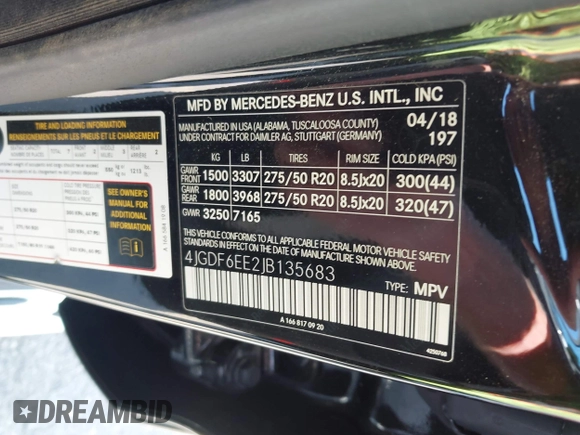 TIRE AND LOADING INFORMATION
RENSEIGNEMENTS SUR LES PNEUS ET LE CHARGEMENT
SEE OWNER'S
MANUAL FOR
ADDITIONAL
INFORMATION
A 166 584 19 08
MFD BY MERCEDES-BENZ U.S. INTL., INC
MANUFACTURED IN USA (ALABAMA, TUSCALOOSA COUNTY) 04/18
UNDER CONTRACT FOR DAIMLER AG, STUTTGART (GERMANY) 197
KG LB TIRES RIM SIZE COLD KPA(PSI)
GAWR
FRONT 1500 3307 275/50 R20 8.5Jx20 300(44)
GAWR
REAR 1800 3968 275/50 R20 8.5Jx20 320(47)
GVWR 3250 7165
THIS VEHICLE CONFORMS TO ALL APPLICABLE FEDERAL MOTOR VEHICLE SAFETY
STANDARDS IN EFFECT ON THE DATE OF MANUFACTURE SHOWN ABOVE.
4JGDF6EE2JB135683
TYPE: MPV
A 166 817 09 20
4250768
DREAMBID